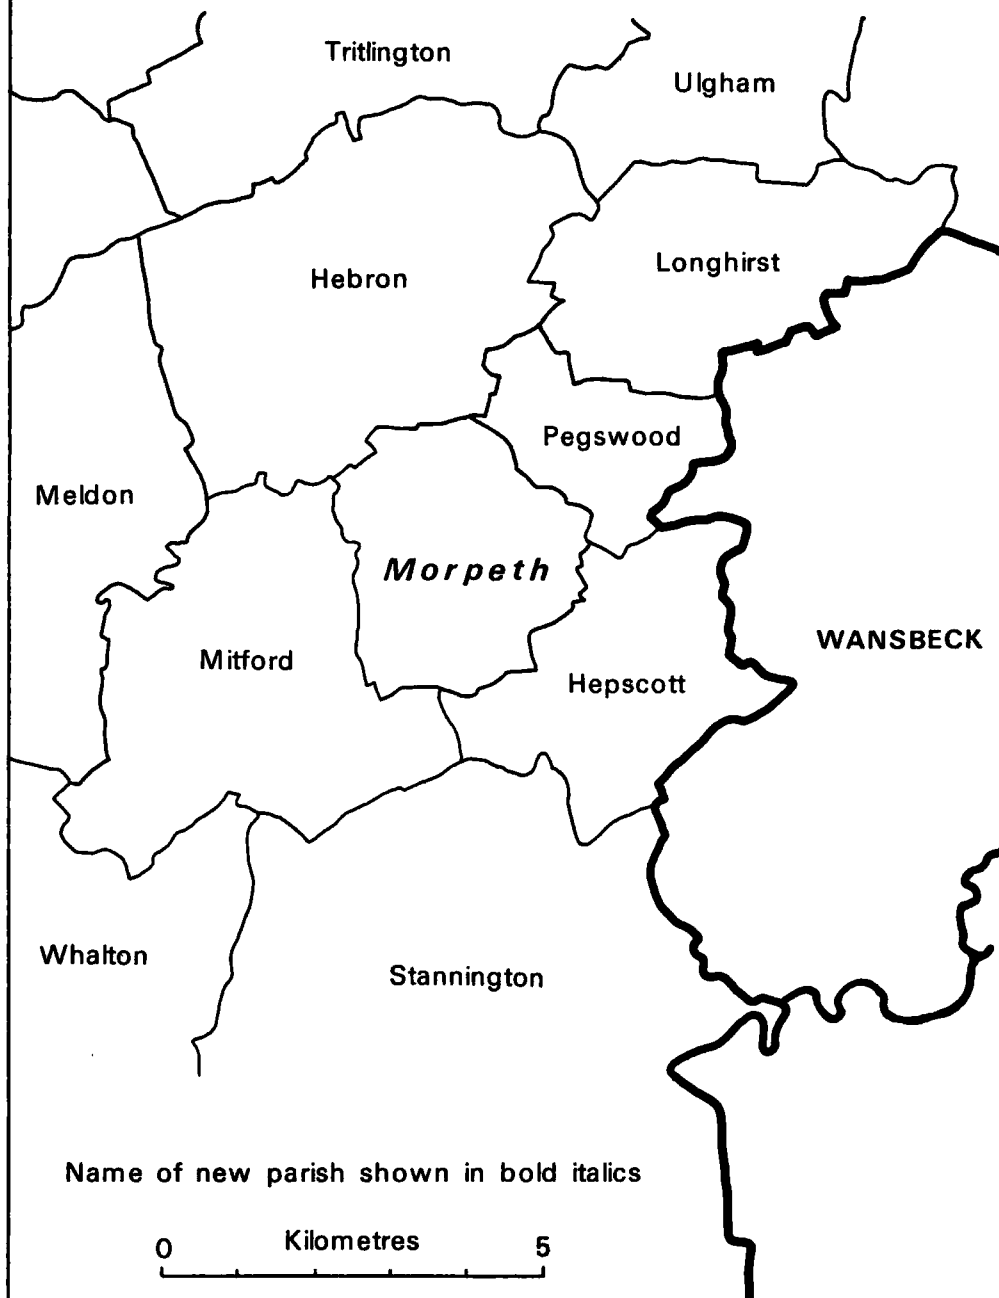 Tritlington
Ulgham
Hebron
Longhirst
Pegswood
Meldon
Morpeth
WANSBECK
Mitford
Hepscott
Whalton
Stannington
Name of new parish shown in bold italics
Kilometres
0 5